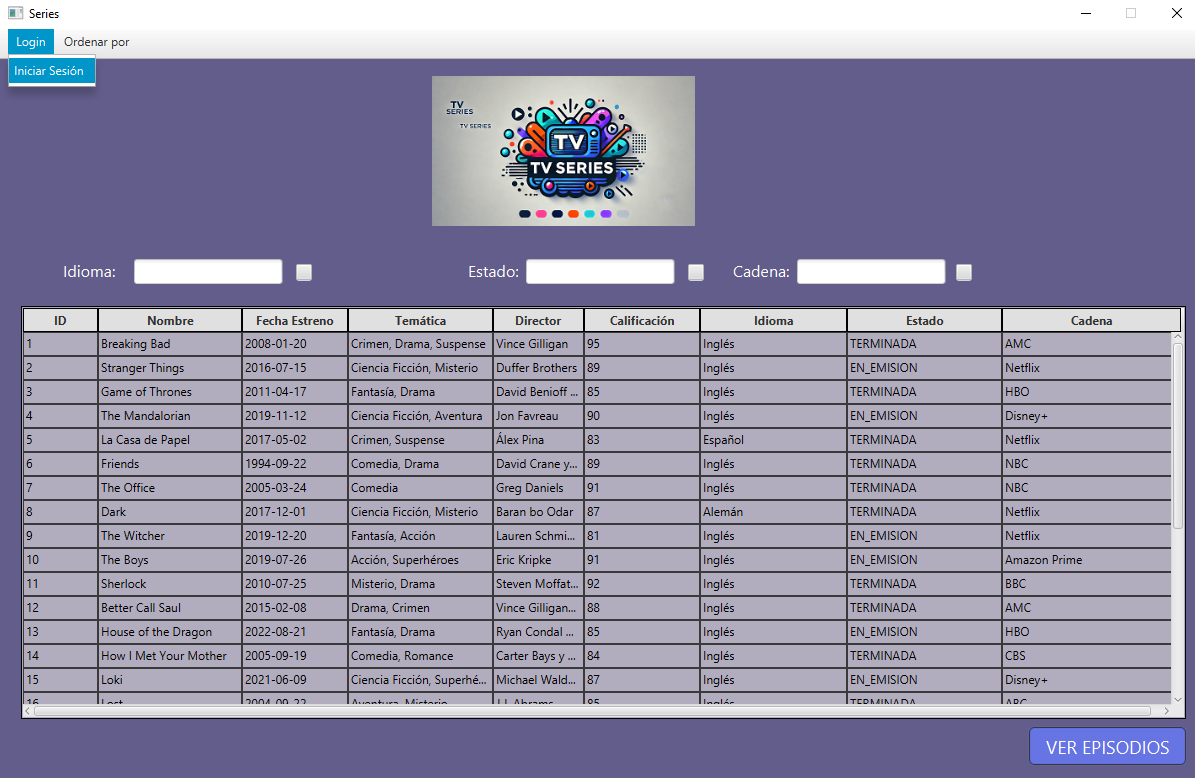 Series
Login Ordenar por
Iniciar Sesión
TV
SERIES
TV SERIES
TV
TV SERIES
Idioma: Estado: Cadena:
ID Nombre Fecha Estreno Temática Director Calificación Idioma Estado Cadena
1 Breaking Bad 2008-01-20 Crimen, Drama, Suspense Vince Gilligan 95 Inglés TERMINADA AMC
2 Stranger Things 2016-07-15 Ciencia Ficción, Misterio Duffer Brothers 89 Inglés EN_EMISION Netflix
3 Game of Thrones 2011-04-17 Fantasía, Drama David Benioff ... 85 Inglés TERMINADA HBO
4 The Mandalorian 2019-11-12 Ciencia Ficción, Aventura Jon Favreau 90 Inglés EN_EMISION Disney+
5 La Casa de Papel 2017-05-02 Crimen, Suspense Álex Pina 83 Español TERMINADA Netflix
6 Friends 1994-09-22 Comedia, Drama David Crane y... 89 Inglés TERMINADA NBC
7 The Office 2005-03-24 Comedia Greg Daniels 91 Inglés TERMINADA NBC
8 Dark 2017-12-01 Ciencia Ficción, Misterio Baran bo Odar 87 Alemán TERMINADA Netflix
9 The Witcher 2019-12-20 Fantasía, Acción Lauren Schmi... 81 Inglés EN_EMISION Netflix
10 The Boys 2019-07-26 Acción, Superhéroes Eric Kripke 91 Inglés EN_EMISION Amazon Prime
11 Sherlock 2010-07-25 Misterio, Drama Steven Moffat... 92 Inglés TERMINADA BBC
12 Better Call Saul 2015-02-08 Drama, Crimen Vince Gilligan... 88 Inglés TERMINADA AMC
13 House of the Dragon 2022-08-21 Fantasía, Drama Ryan Condal ... 85 Inglés EN_EMISION HBO
14 How I Met Your Mother 2005-09-19 Comedia, Romance Carter Bays y ... 84 Inglés TERMINADA CBS
15 Loki 2021-06-09 Ciencia Ficción, Superhé... Michael Wald... 87 Inglés EN_EMISION Disney+
16 Lost 2004-09-22 Aventura, Misterio J.J. Abrams 85 Inglés TERMINADA ABC
VER EPISODIOS